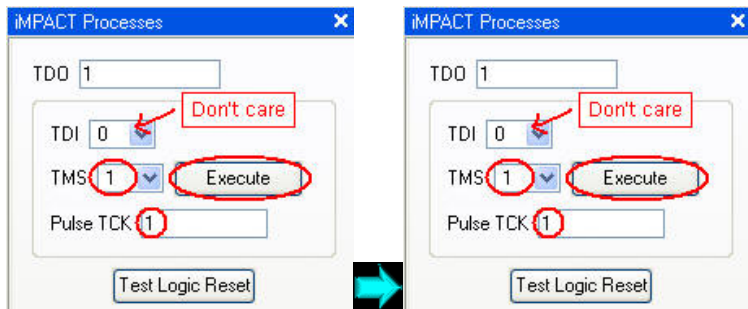 iMPACT Processes
TDO 1
Don't care
TDI 0
TMS 1 Execute
Pulse TCK 1
Test Logic Reset
iMPACT Processes
TDO 1
Don't care
TDI 0
TMS 1 Execute
Pulse TCK 1
Test Logic Reset